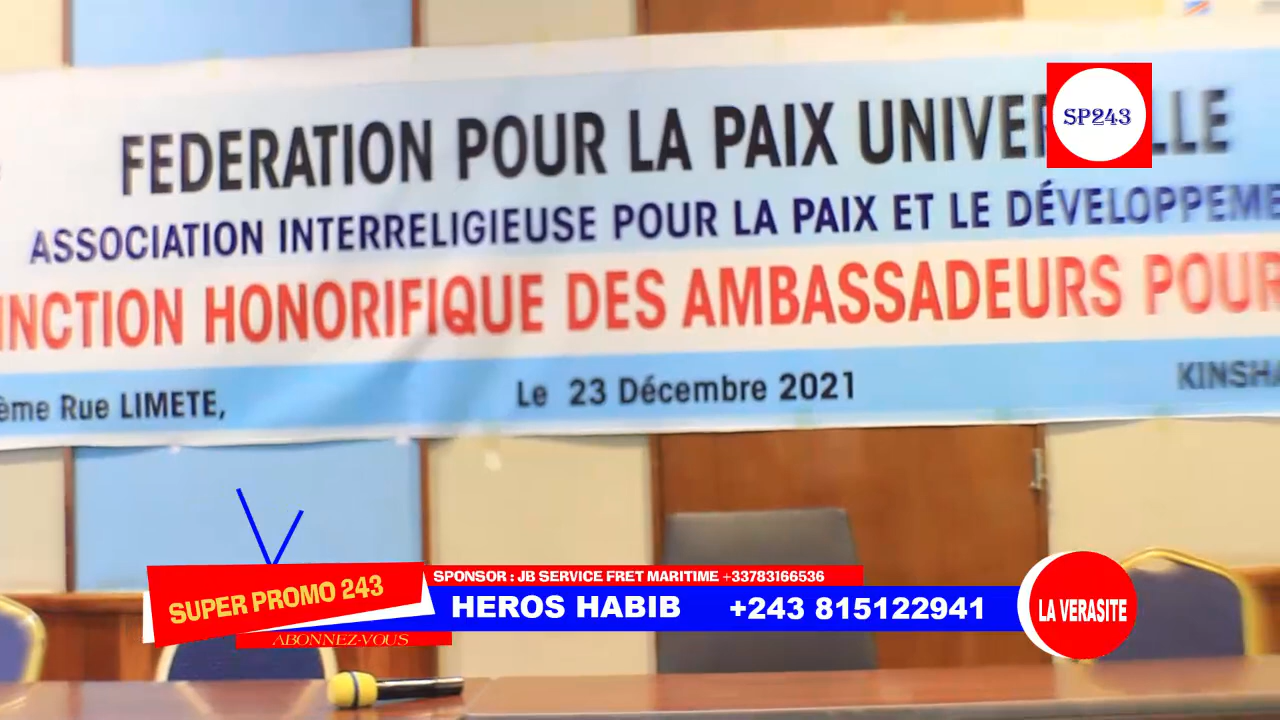 FEDERATION POUR LA PAIX
SP243
ASSOCIATION INTERRELIGIEUSE POUR LA PAIX ET LE DÉVELOPPEME
INCTION HONORIFIQUE DES AMBASSADEURS POUR
ème Rue LIMETE,
Le 23 Décembre 2021
KINSHA
SPONSOR : JB SERVICE FRET MARITIME +33783166536
SUPER PROMO 243
HEROS HABIB +243 815122941
LA VERASITE
ABONNEZ-VOUS